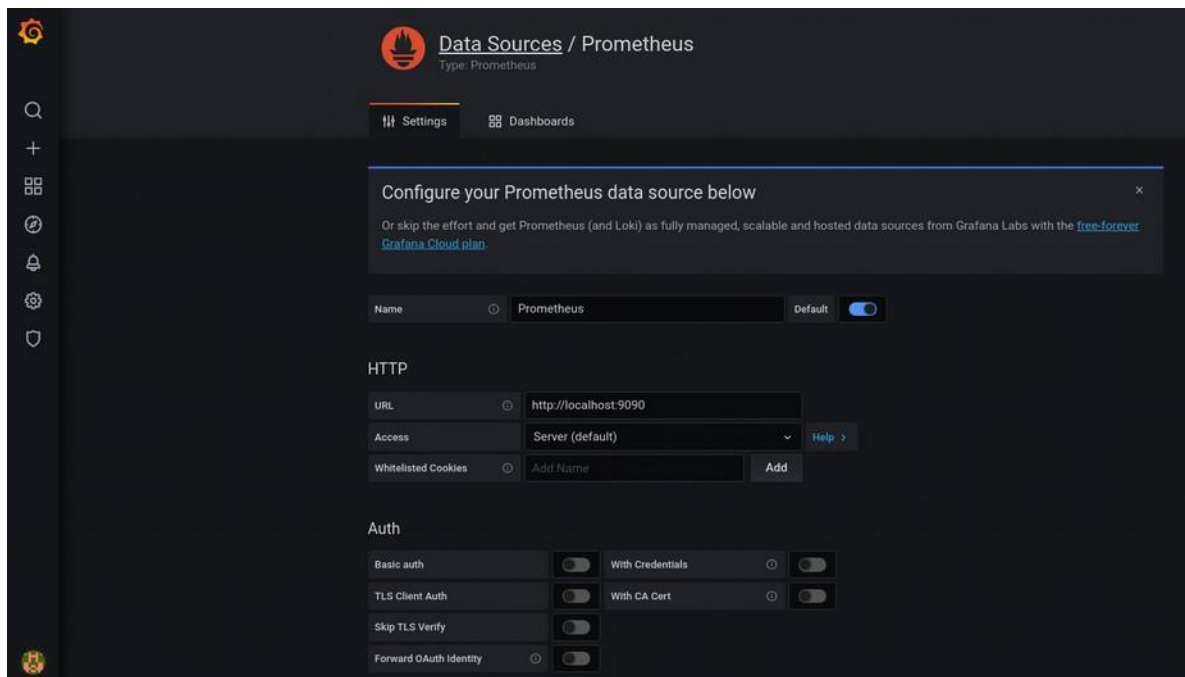 Data Sources / Prometheus
Type: Prometheus
Settings
Dashboards
Configure your Prometheus data source below
Or skip the effort and get Prometheus (and Loki) as fully managed, scalable and hosted data sources from Grafana Labs with the free-forever
Grafana Cloud plan.
Name Prometheus Default
HTTP
URL http://localhost:9090
Access Server (default) Help >
Whitelisted Cookies Add Name Add
Auth
Basic auth With Credentials
TLS Client Auth With CA Cert
Skip TLS Verify
Forward OAuth Identity